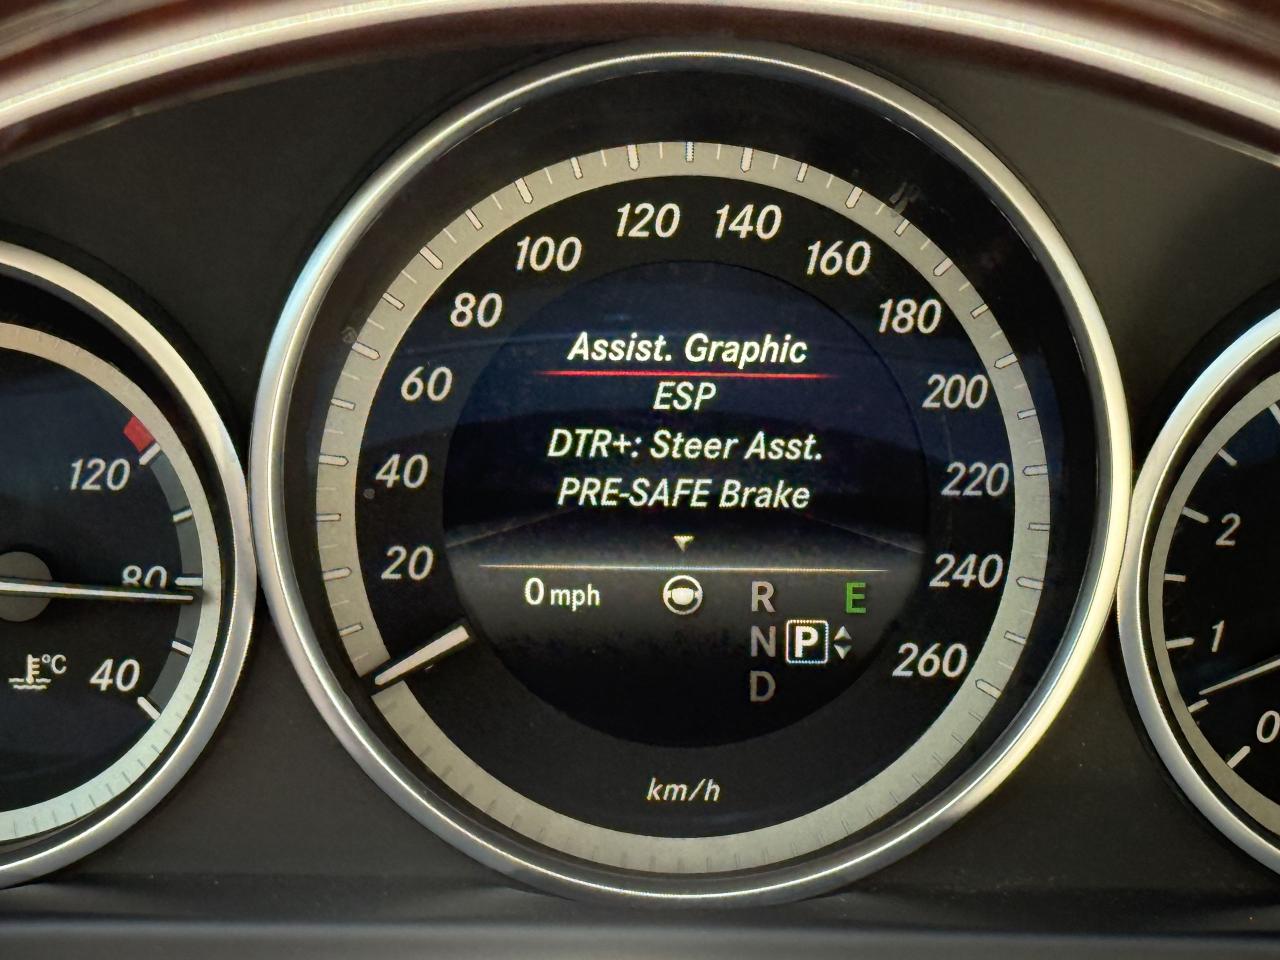 120
80
°C
40
20
40
60
80
100
120
140
160
180
200
220
240
260
Assist. Graphic
ESP
DTR+: Steer Asst.
PRE-SAFE Brake
0 mph
R
E
N
P
D
km/h
2
1
0